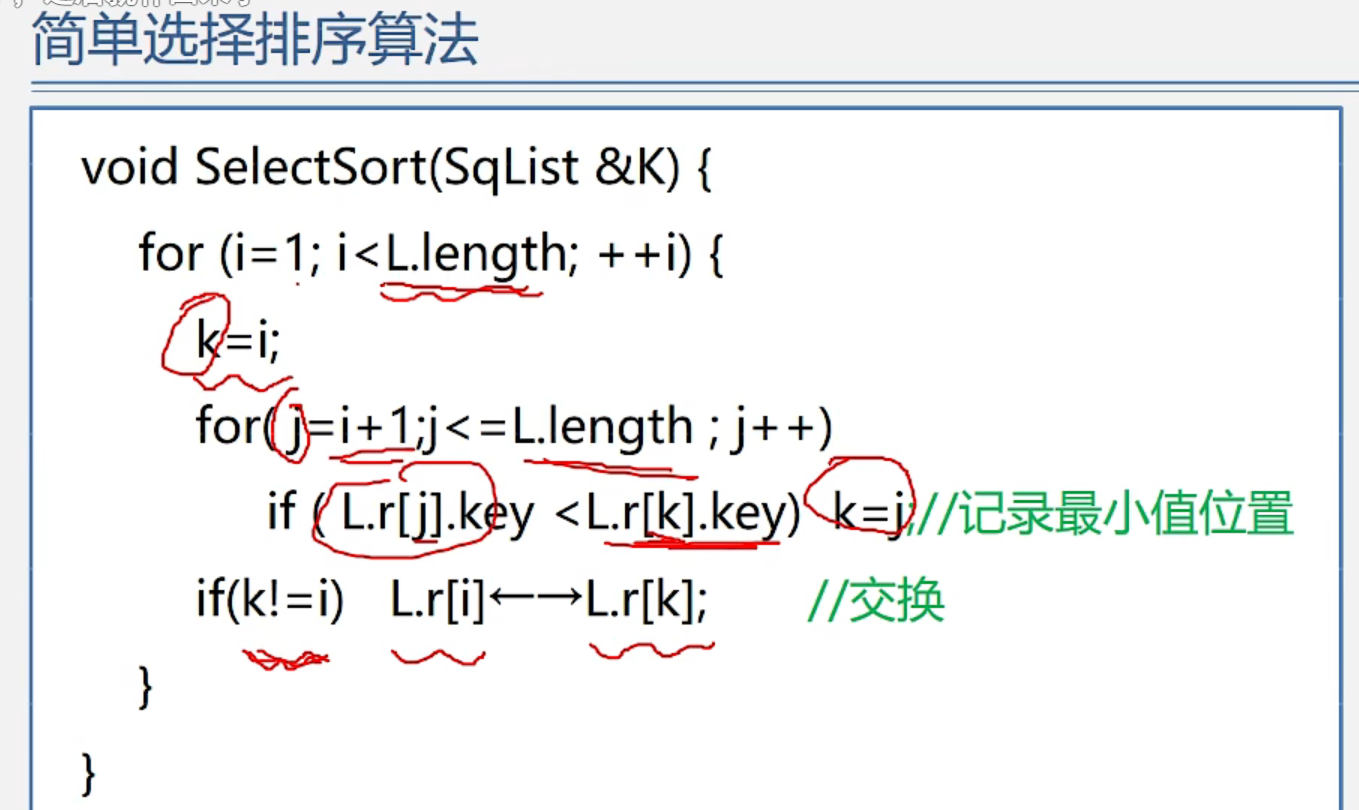 简单选择排序算法
void SelectSort(SqList &K) {
for (i=1; i<L.length; ++i) {
k=i;
for( j=i+1;j<=L.length ; j++)
if ( L.r[j].key <L.r[k].key) k=j;//记录最小值位置
if(k!=i) L.r[i]←→L.r[k]; //交换
}
}